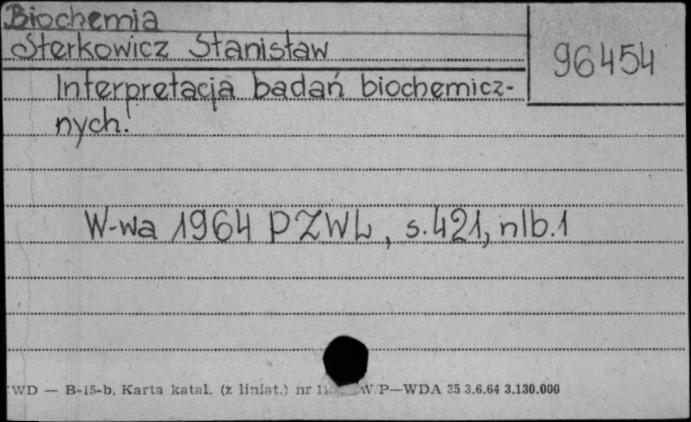 Biochemia
Sterkowicz Stanisław
96454
Interpretacja badań biochemicz-
nych.
W-wa 1964 PZWL, s.421, nlb.1
WD — B-15-b, Karta katal. (z liniat.) nr W P—WDA 35 3.6.64 3.130.000